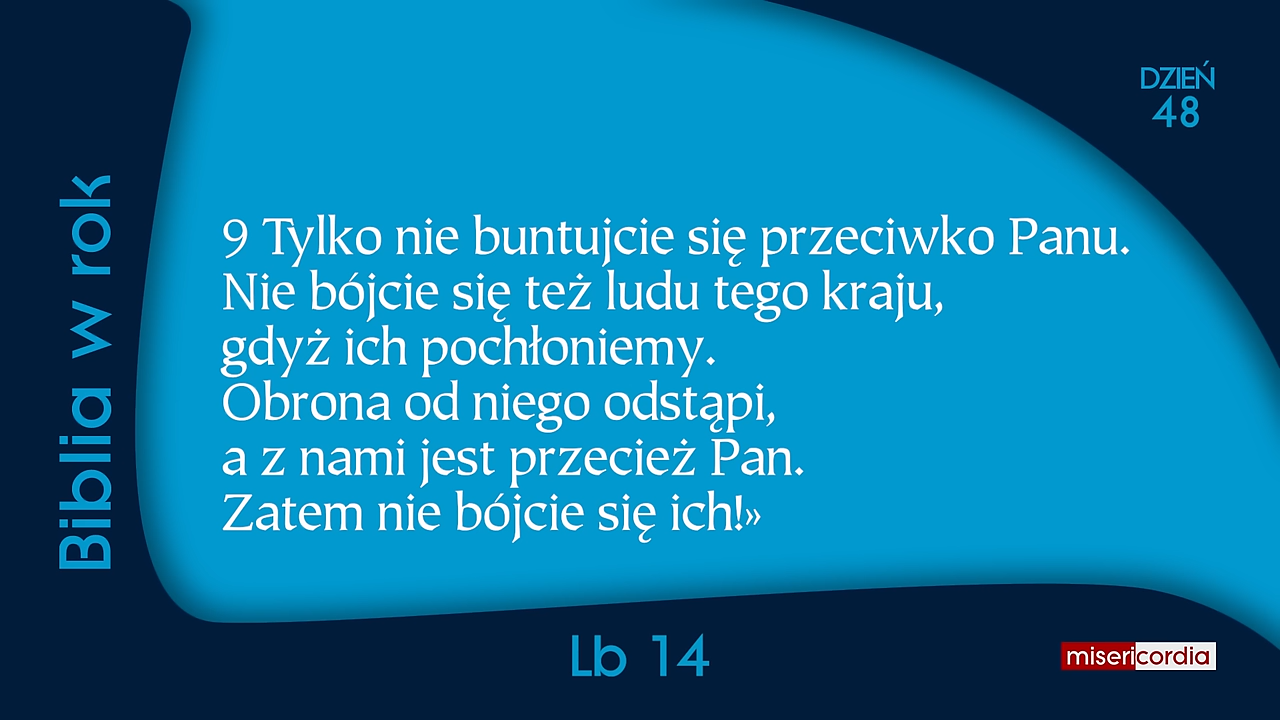 Biblia w rok
DZIEŃ
48
9 Tylko nie buntujcie się przeciwko Panu.
Nie bójcie się też ludu tego kraju,
gdyż ich pochłoniemy.
Obrona od niego odstąpi,
a z nami jest przecież Pan.
Zatem nie bójcie się ich!»
Lb 14
misericordia